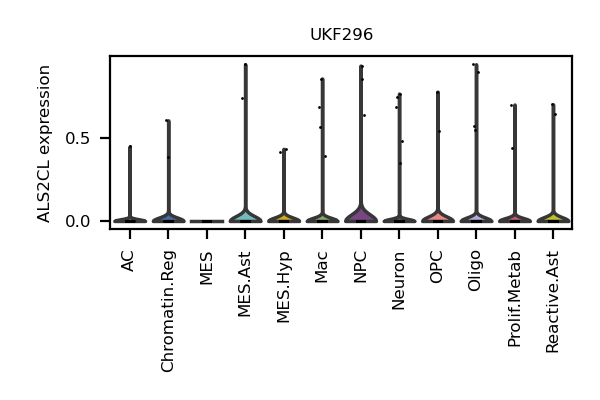 UKF296
ALS2CL expression
0.5
0.0
AC
Chromatin.Reg
MES
MES.Ast
MES.Hyp
Mac
NPC
Neuron
OPC
Oligo
Prolif.Metab
Reactive.Ast